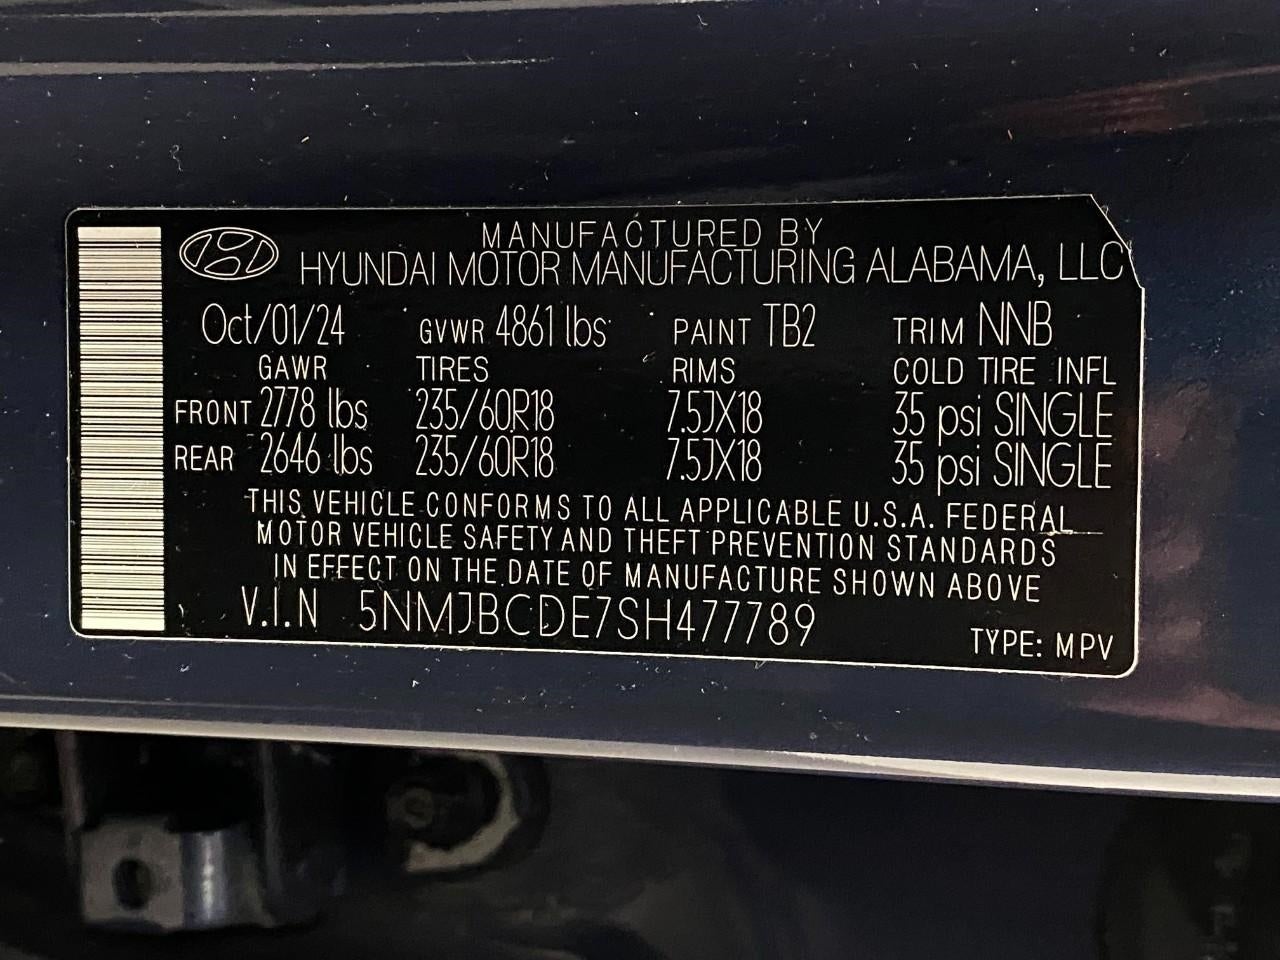 MANUFACTURED BY
HYUNDAI MOTOR MANUFACTURING ALABAMA, LLC
Oct/01/24 GVWR 4861 lbs PAINT TB2 TRIM NNB
GAWR TIRES RIMS COLD TIRE INFL
FRONT 2778 lbs 235/60R18 7.5JX18 35 psi SINGLE
REAR 2646 lbs 235/60R18 7.5JX18 35 psi SINGLE
THIS VEHICLE CONFORMS TO ALL APPLICABLE U.S.A. FEDERAL
MOTOR VEHICLE SAFETY AND THEFT PREVENTION STANDARDS
IN EFFECT ON THE DATE OF MANUFACTURE SHOWN ABOVE
V.I.N 5NMJBCDE7SH477789
TYPE: MPV